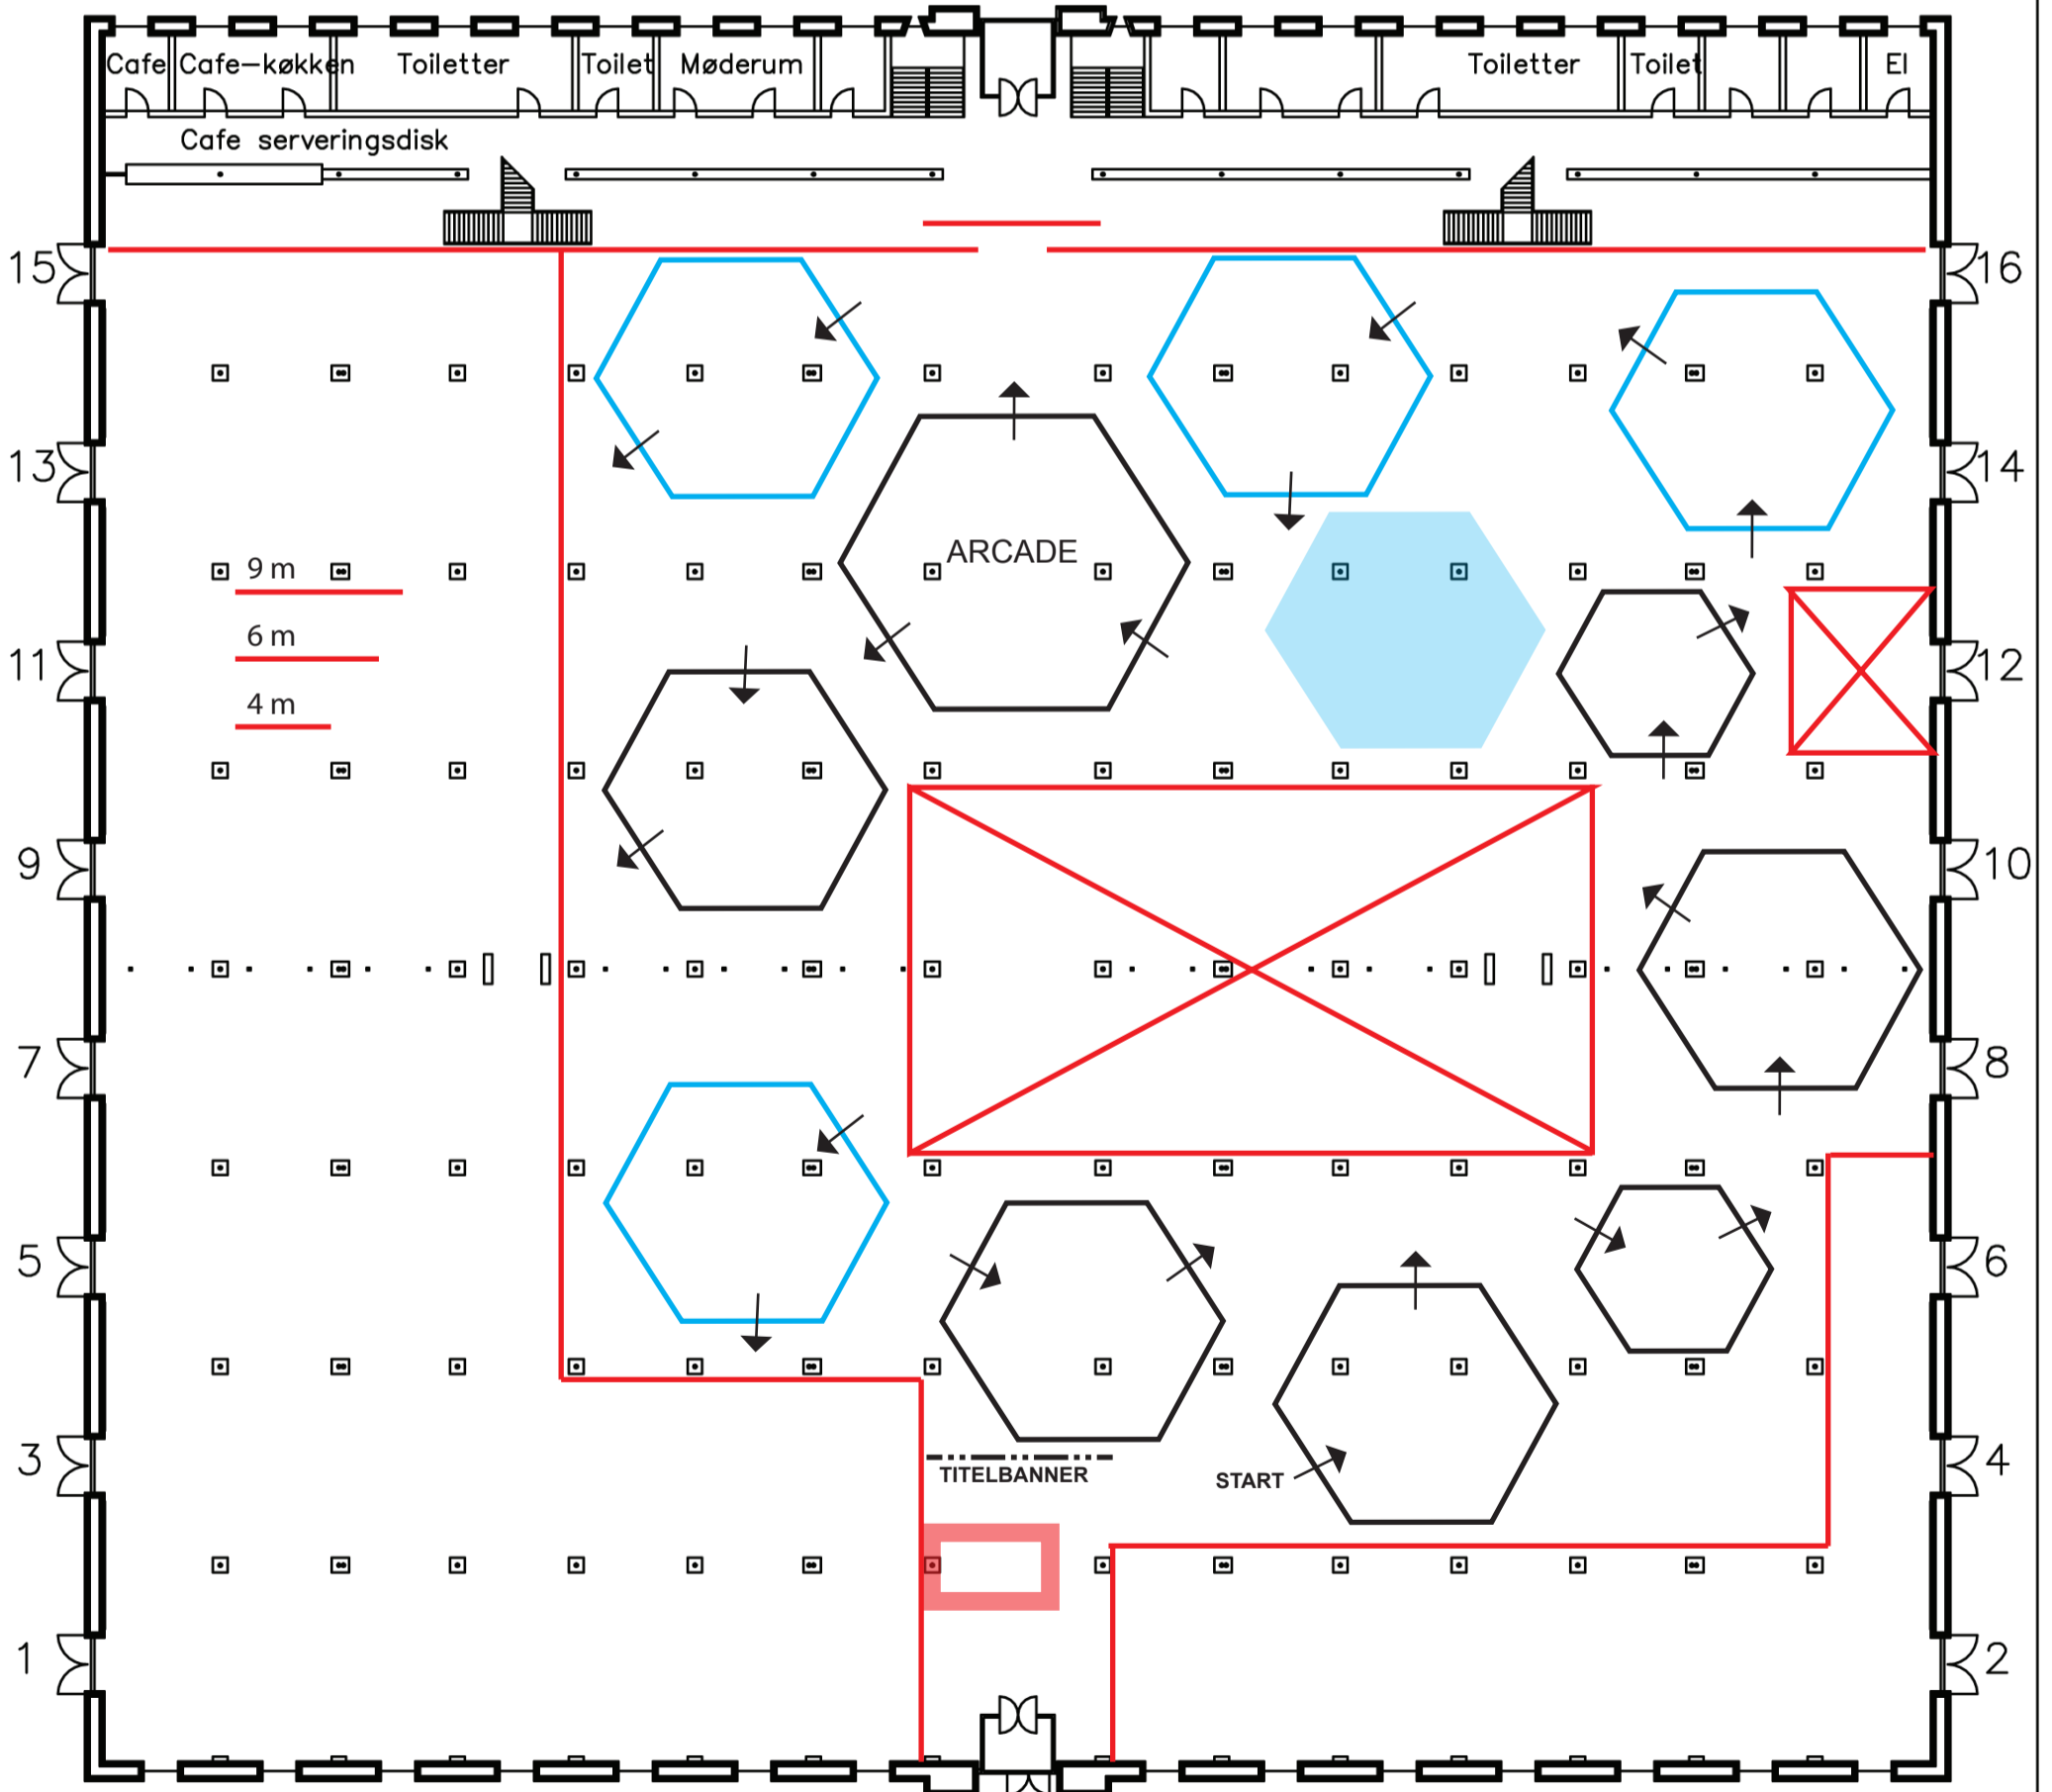 Cafe Cafe-køkken Toiletter Toilet Møderum Toiletter Toilet El
Cafe serveringsdisk
15 16
13 14
ARCADE
9 m
6 m
11 12
4 m
9 10
7 8
5 6
3 4
TITELBANNER
START
1 2